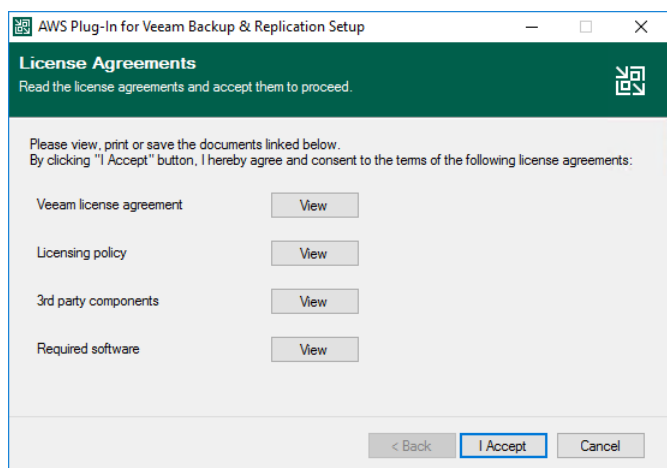 AWS Plug-In for Veeam Backup & Replication Setup
License Agreements
Read the license agreements and accept them to proceed.
Please view, print or save the documents linked below.
By clicking "I Accept" button, I hereby agree and consent to the terms of the following license agreements:
Veeam license agreement View
Licensing policy View
3rd party components View
Required software View
< Back I Accept Cancel